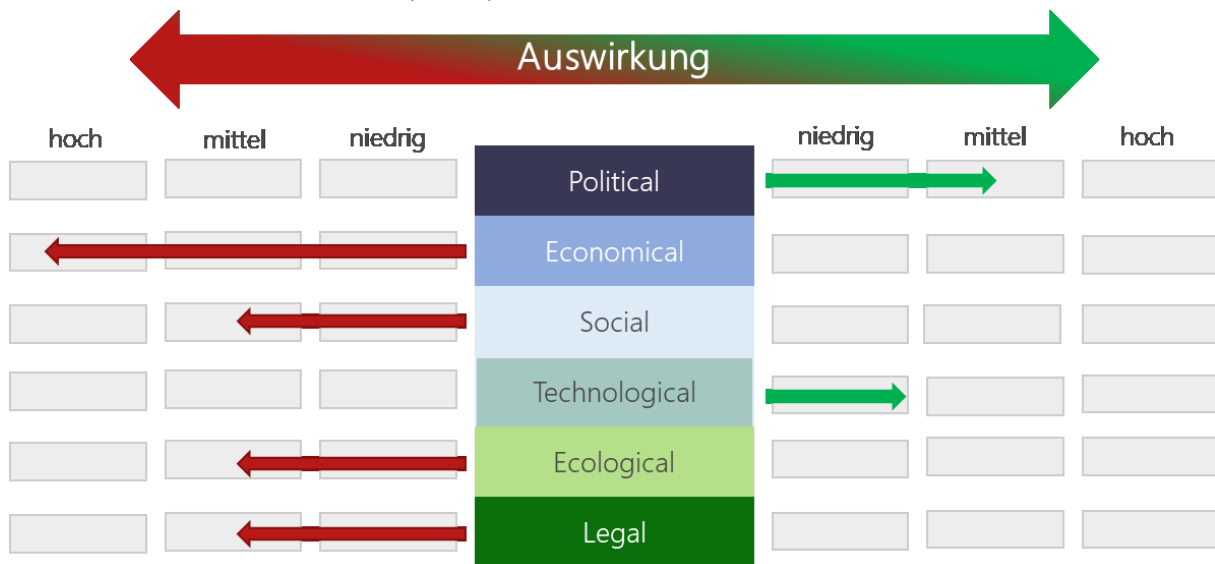 Auswirkung
hoch mittel niedrig niedrig mittel hoch
Political
Economical
Social
Technological
Ecological
Legal